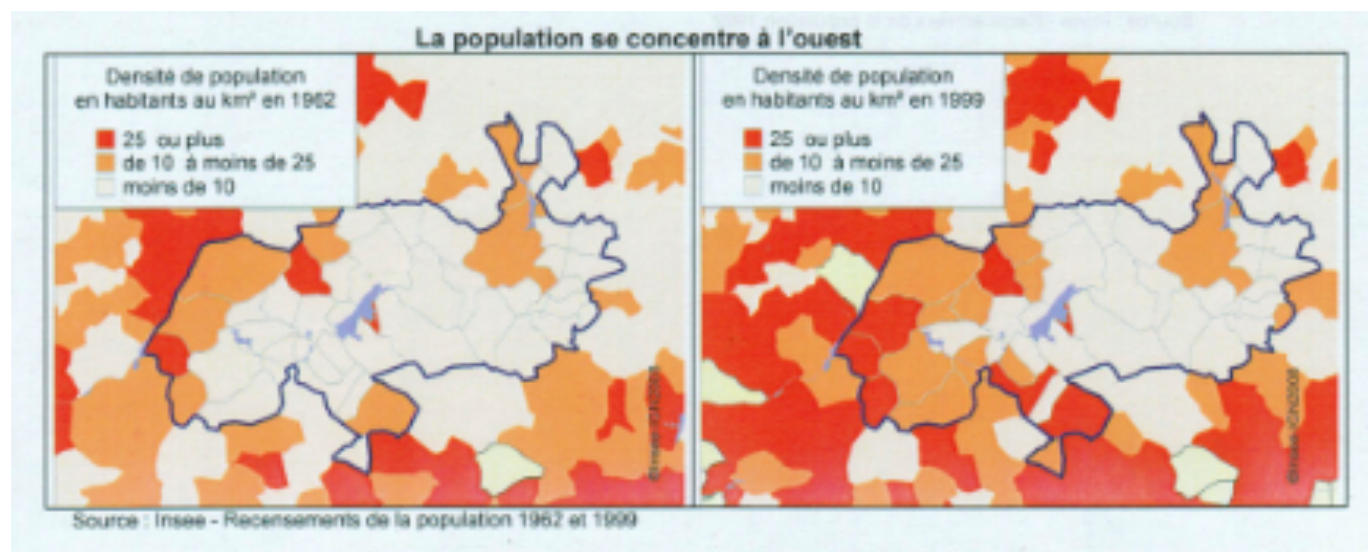 La population se concentre à l'ouest
Densité de population
en habitants au km² en 1962
25 ou plus
de 10 à moins de 25
moins de 10
Densité de population
en habitants au km² en 1999
25 ou plus
de 10 à moins de 25
moins de 10
Source : Insee - Recensements de la population 1962 et 1999